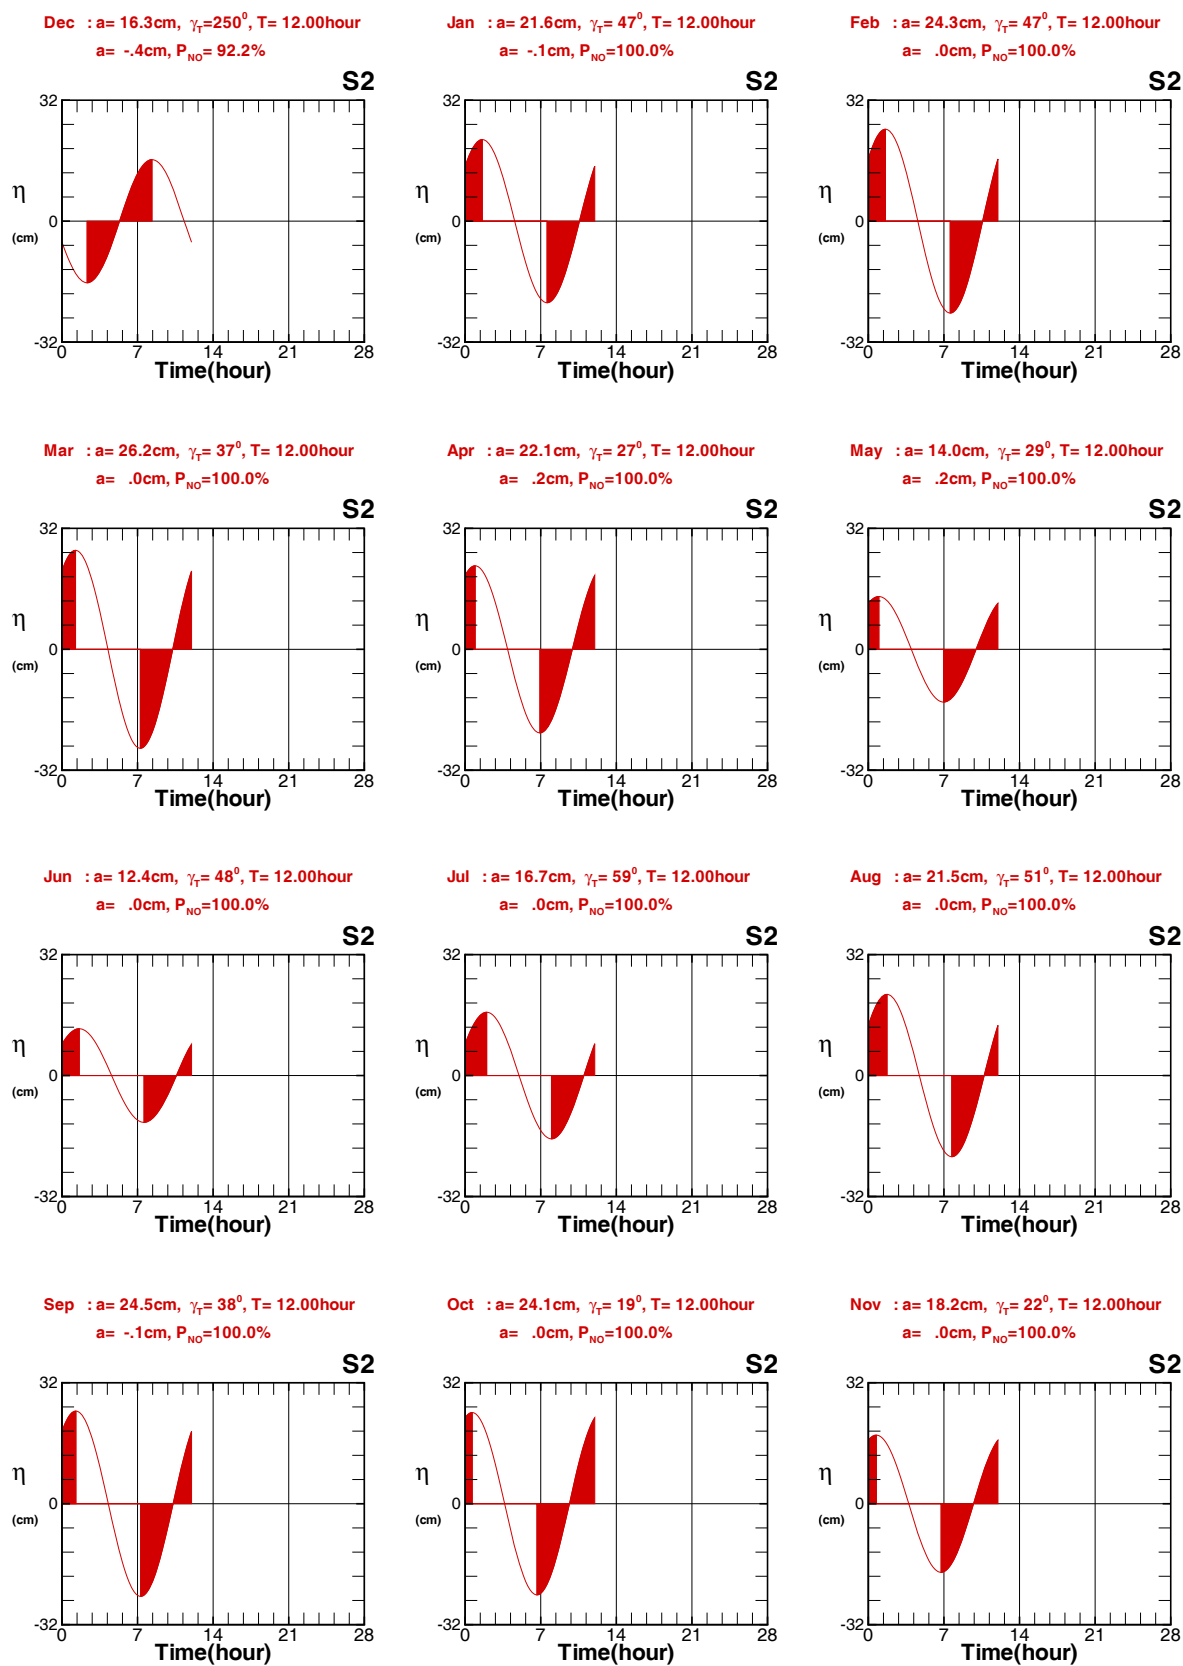 Dec : a= 16.3cm, γT=250⁰, T= 12.00hour
a= -.4cm, PNO= 92.2%
S2
32
η
0
(cm)
-32
0 7 14 21 28
Time(hour)
Jan : a= 21.6cm, γT= 47⁰, T= 12.00hour
a= -.1cm, PNO=100.0%
S2
32
η
0
(cm)
-32
0 7 14 21 28
Time(hour)
Feb : a= 24.3cm, γT= 47⁰, T= 12.00hour
a= .0cm, PNO=100.0%
S2
32
η
0
(cm)
-32
0 7 14 21 28
Time(hour)
Mar : a= 26.2cm, γT= 37⁰, T= 12.00hour
a= .0cm, PNO=100.0%
S2
32
η
0
(cm)
-32
0 7 14 21 28
Time(hour)
Apr : a= 22.1cm, γT= 27⁰, T= 12.00hour
a= .2cm, PNO=100.0%
S2
32
η
0
(cm)
-32
0 7 14 21 28
Time(hour)
May : a= 14.0cm, γT= 29⁰, T= 12.00hour
a= .2cm, PNO=100.0%
S2
32
η
0
(cm)
-32
0 7 14 21 28
Time(hour)
Jun : a= 12.4cm, γT= 48⁰, T= 12.00hour
a= .0cm, PNO=100.0%
S2
32
η
0
(cm)
-32
0 7 14 21 28
Time(hour)
Jul : a= 16.7cm, γT= 59⁰, T= 12.00hour
a= .0cm, PNO=100.0%
S2
32
η
0
(cm)
-32
0 7 14 21 28
Time(hour)
Aug : a= 21.5cm, γT= 51⁰, T= 12.00hour
a= .0cm, PNO=100.0%
S2
32
η
0
(cm)
-32
0 7 14 21 28
Time(hour)
Sep : a= 24.5cm, γT= 38⁰, T= 12.00hour
a= -.1cm, PNO=100.0%
S2
32
η
0
(cm)
-32
0 7 14 21 28
Time(hour)
Oct : a= 24.1cm, γT= 19⁰, T= 12.00hour
a= .0cm, PNO=100.0%
S2
32
η
0
(cm)
-32
0 7 14 21 28
Time(hour)
Nov : a= 18.2cm, γT= 22⁰, T= 12.00hour
a= .0cm, PNO=100.0%
S2
32
η
0
(cm)
-32
0 7 14 21 28
Time(hour)